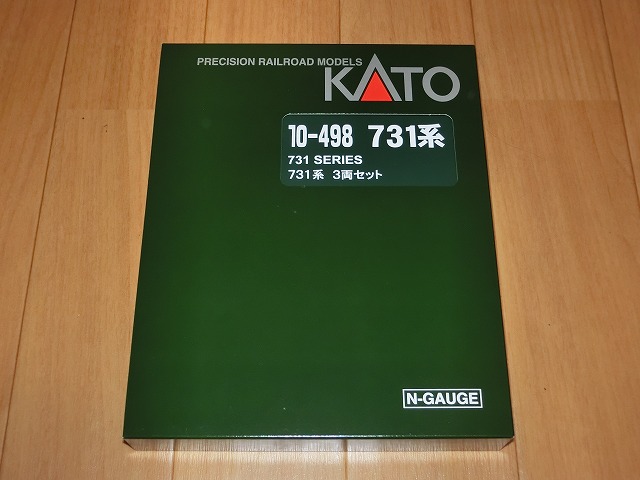 PRECISION RAILROAD MODELS
KATO
10-498 731系
731 SERIES
731系 3両セット
N-GAUGE